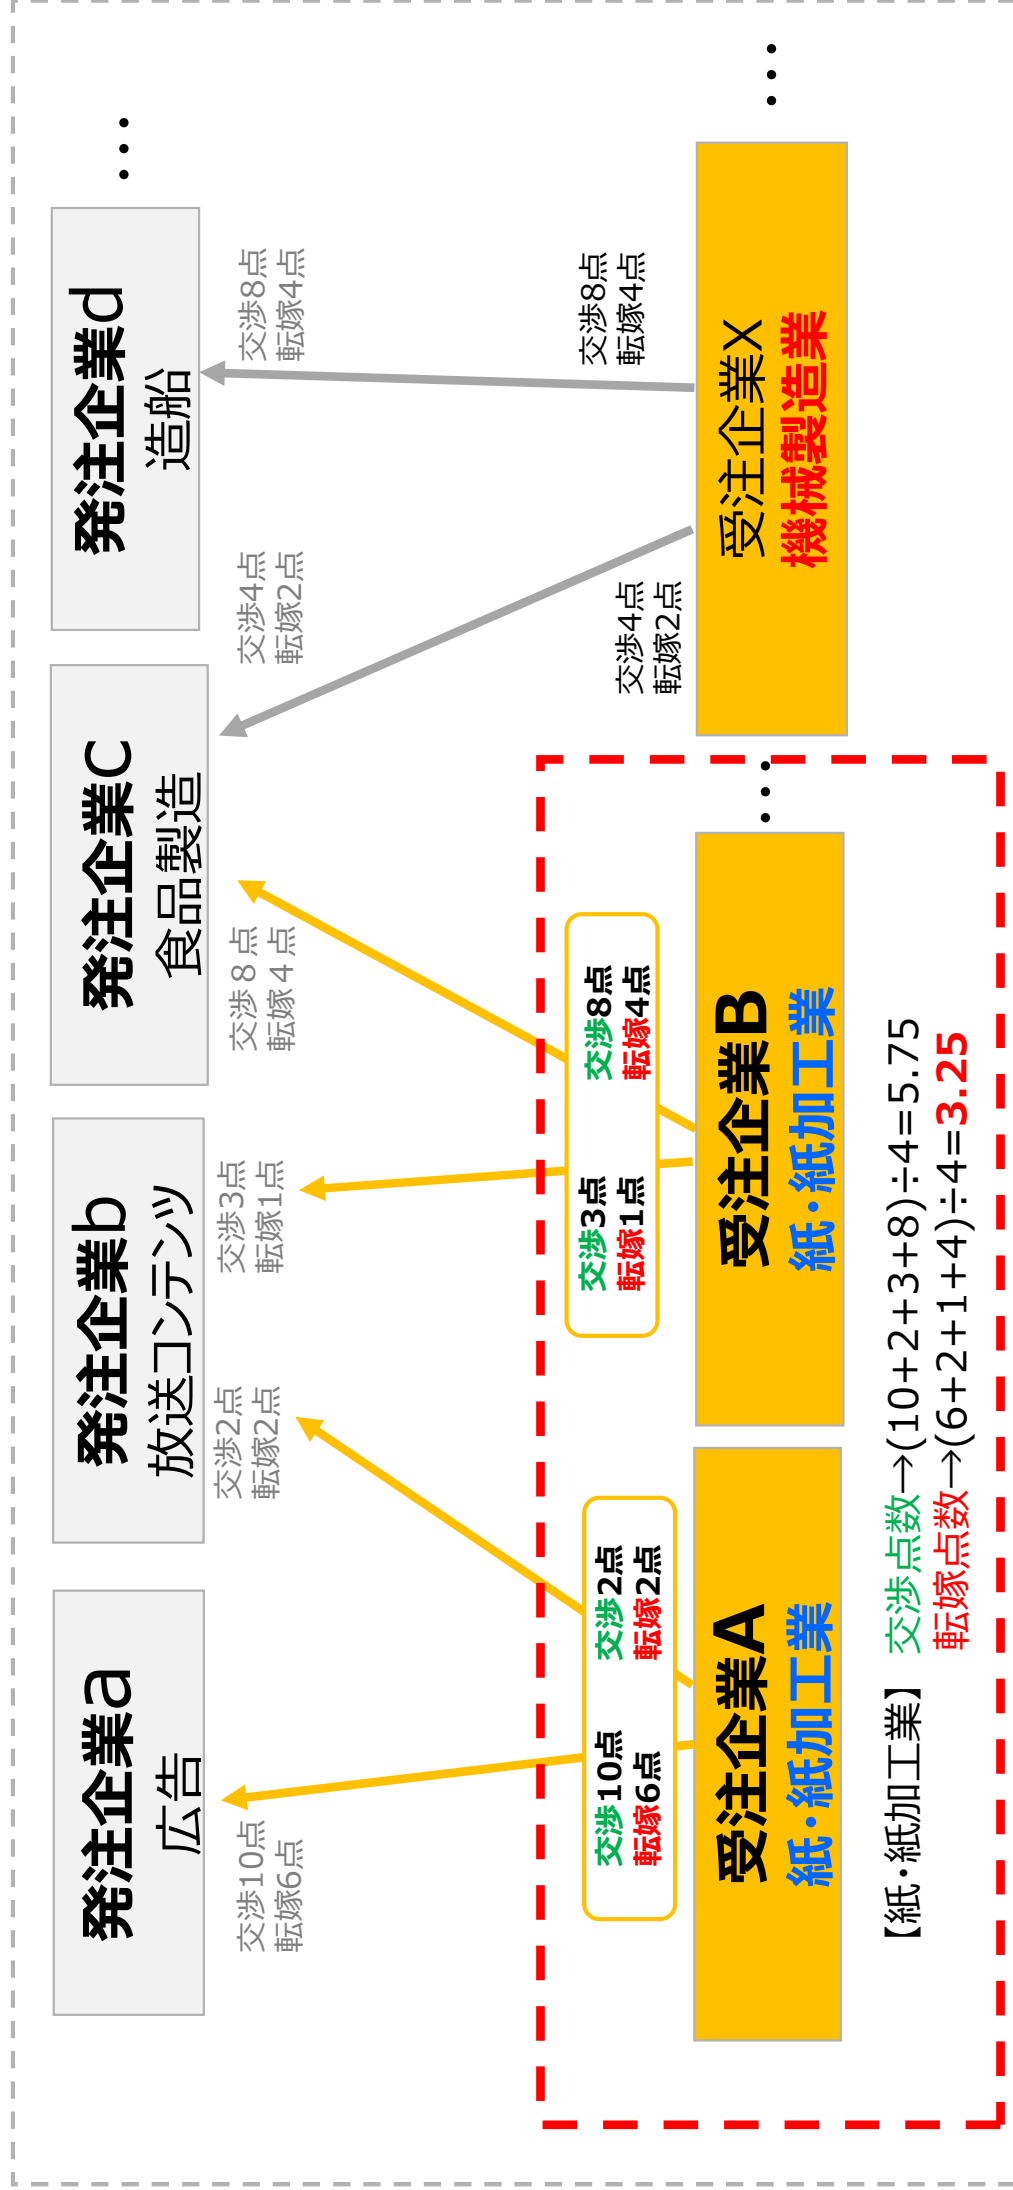 発注企業a
広告
発注企業b
放送コンテンツ
発注企業c
食品製造
発注企業d
造船
・・・
交渉10点
転嫁6点
交渉2点
転嫁2点
交渉3点
転嫁1点
交渉８点
転嫁４点
交渉4点
転嫁2点
交渉8点
転嫁4点
交渉10点
転嫁6点
交渉2点
転嫁2点
交渉3点
転嫁1点
交渉8点
転嫁4点
交渉4点
転嫁2点
交渉8点
転嫁4点
受注企業A
紙・紙加工業
受注企業B
紙・紙加工業
・・・
受注企業X
機械製造業
・・・
【紙・紙加工業】 交渉点数→(10+2+3+8)÷4=5.75
転嫁点数→(6+2+1+4)÷4=3.25